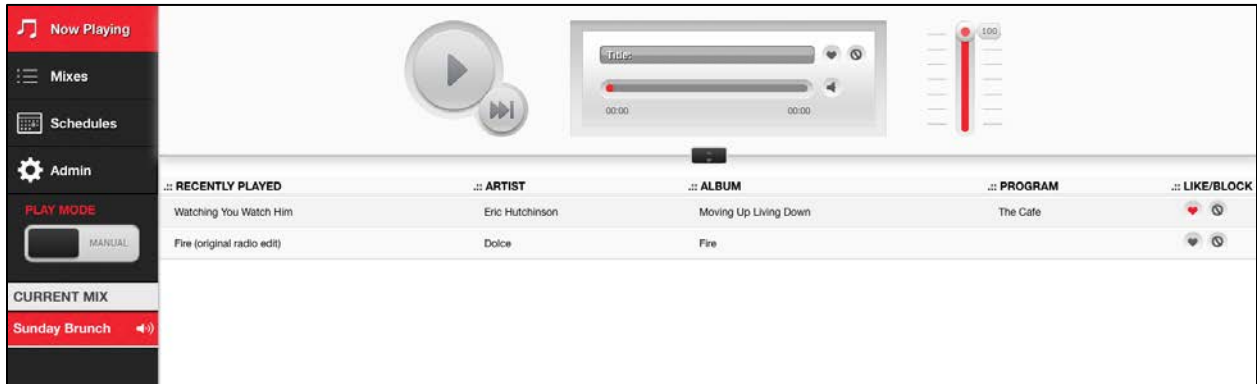 Now Playing
Mixes
Schedules
Admin
PLAY MODE
MANUAL
CURRENT MIX
Sunday Brunch
Title:
00:00 00:00
100
.:: RECENTLY PLAYED .:: ARTIST .:: ALBUM .:: PROGRAM .:: LIKE/BLOCK
Watching You Watch Him Eric Hutchinson Moving Up Living Down The Cafe
Fire (original radio edit) Dolce Fire